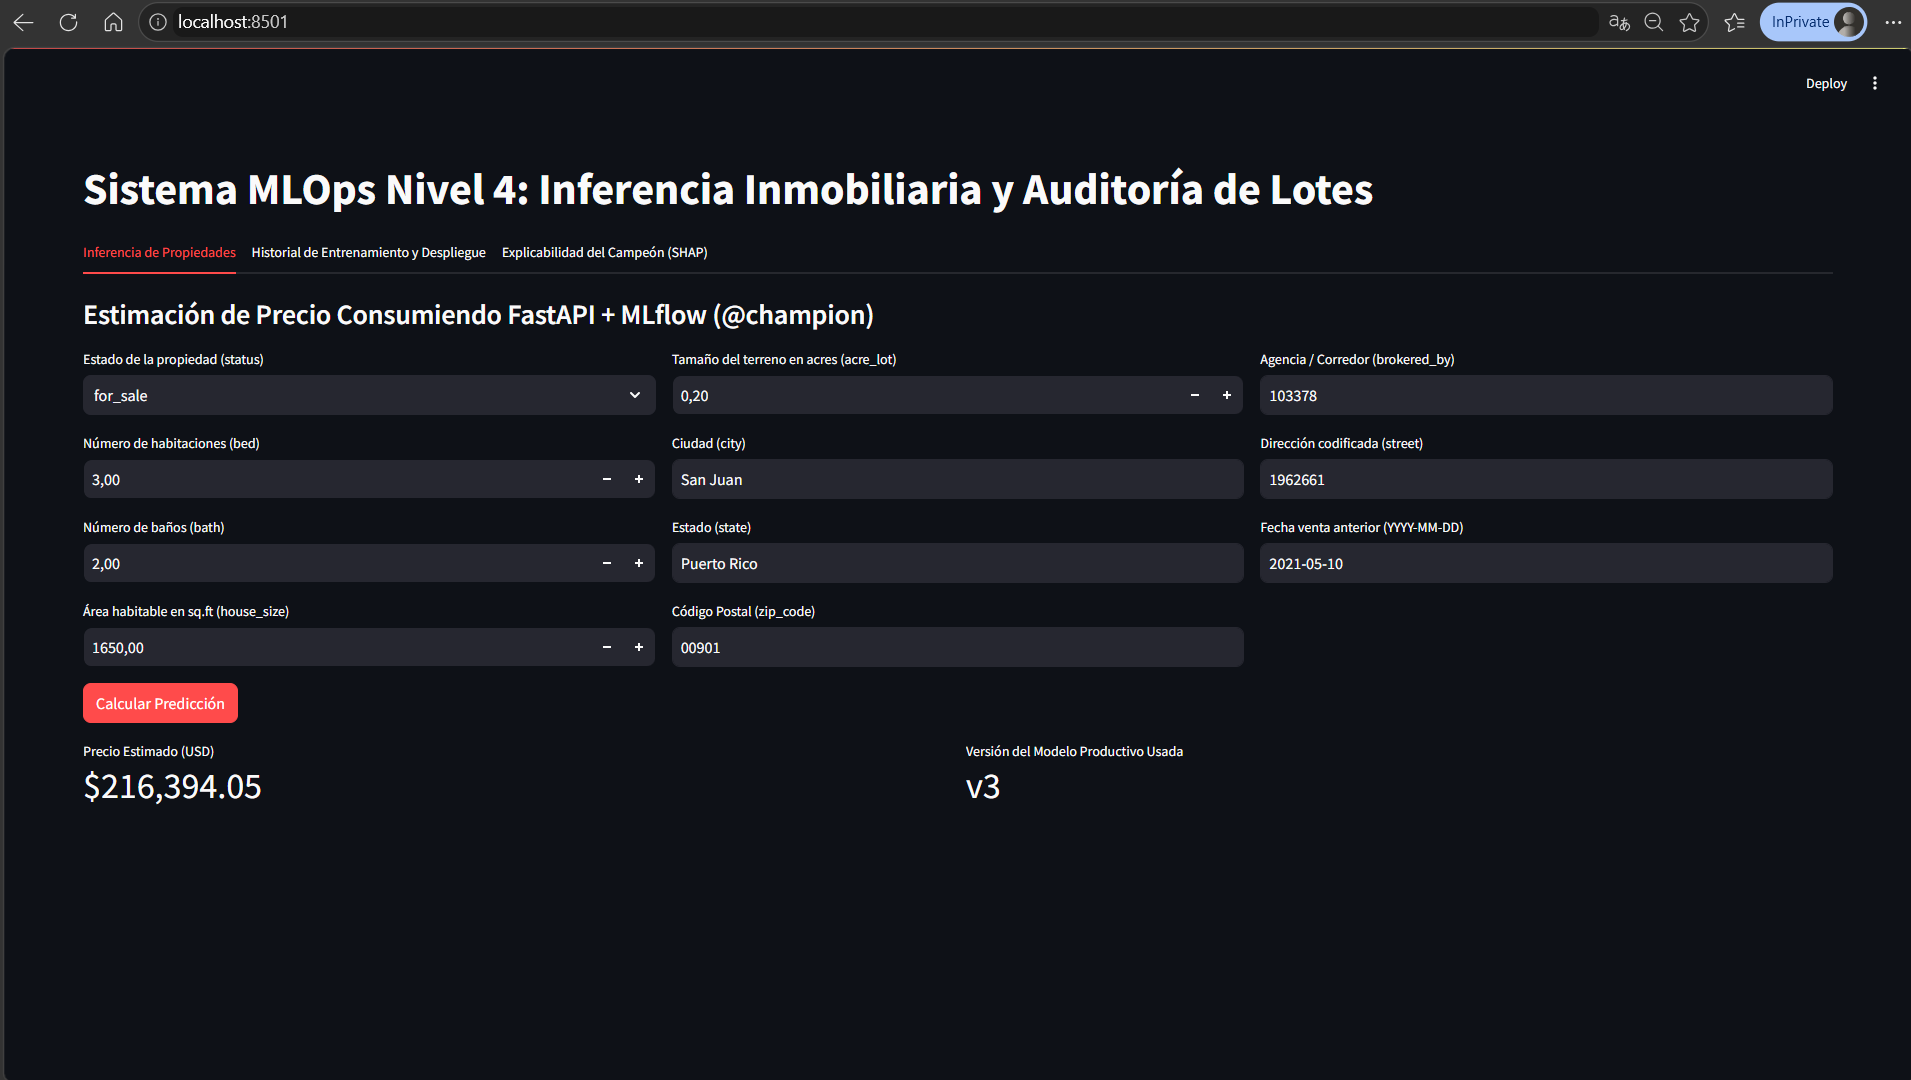 localhost:8501
InPrivate
Deploy
Sistema MLOps Nivel 4: Inferencia Inmobiliaria y Auditoría de Lotes
Inferencia de Propiedades
Historial de Entrenamiento y Despliegue
Explicabilidad del Campeón (SHAP)
Estimación de Precio Consumiendo FastAPI + MLflow (@champion)
Estado de la propiedad (status)
for_sale
Número de habitaciones (bed)
3,00
Número de baños (bath)
2,00
Área habitable en sq.ft (house_size)
1650,00
Tamaño del terreno en acres (acre_lot)
0,20
Ciudad (city)
San Juan
Estado (state)
Puerto Rico
Código Postal (zip_code)
00901
Agencia / Corredor (brokered_by)
103378
Dirección codificada (street)
1962661
Fecha venta anterior (YYYY-MM-DD)
2021-05-10
Calcular Predicción
Precio Estimado (USD)
$216,394.05
Versión del Modelo Productivo Usada
v3